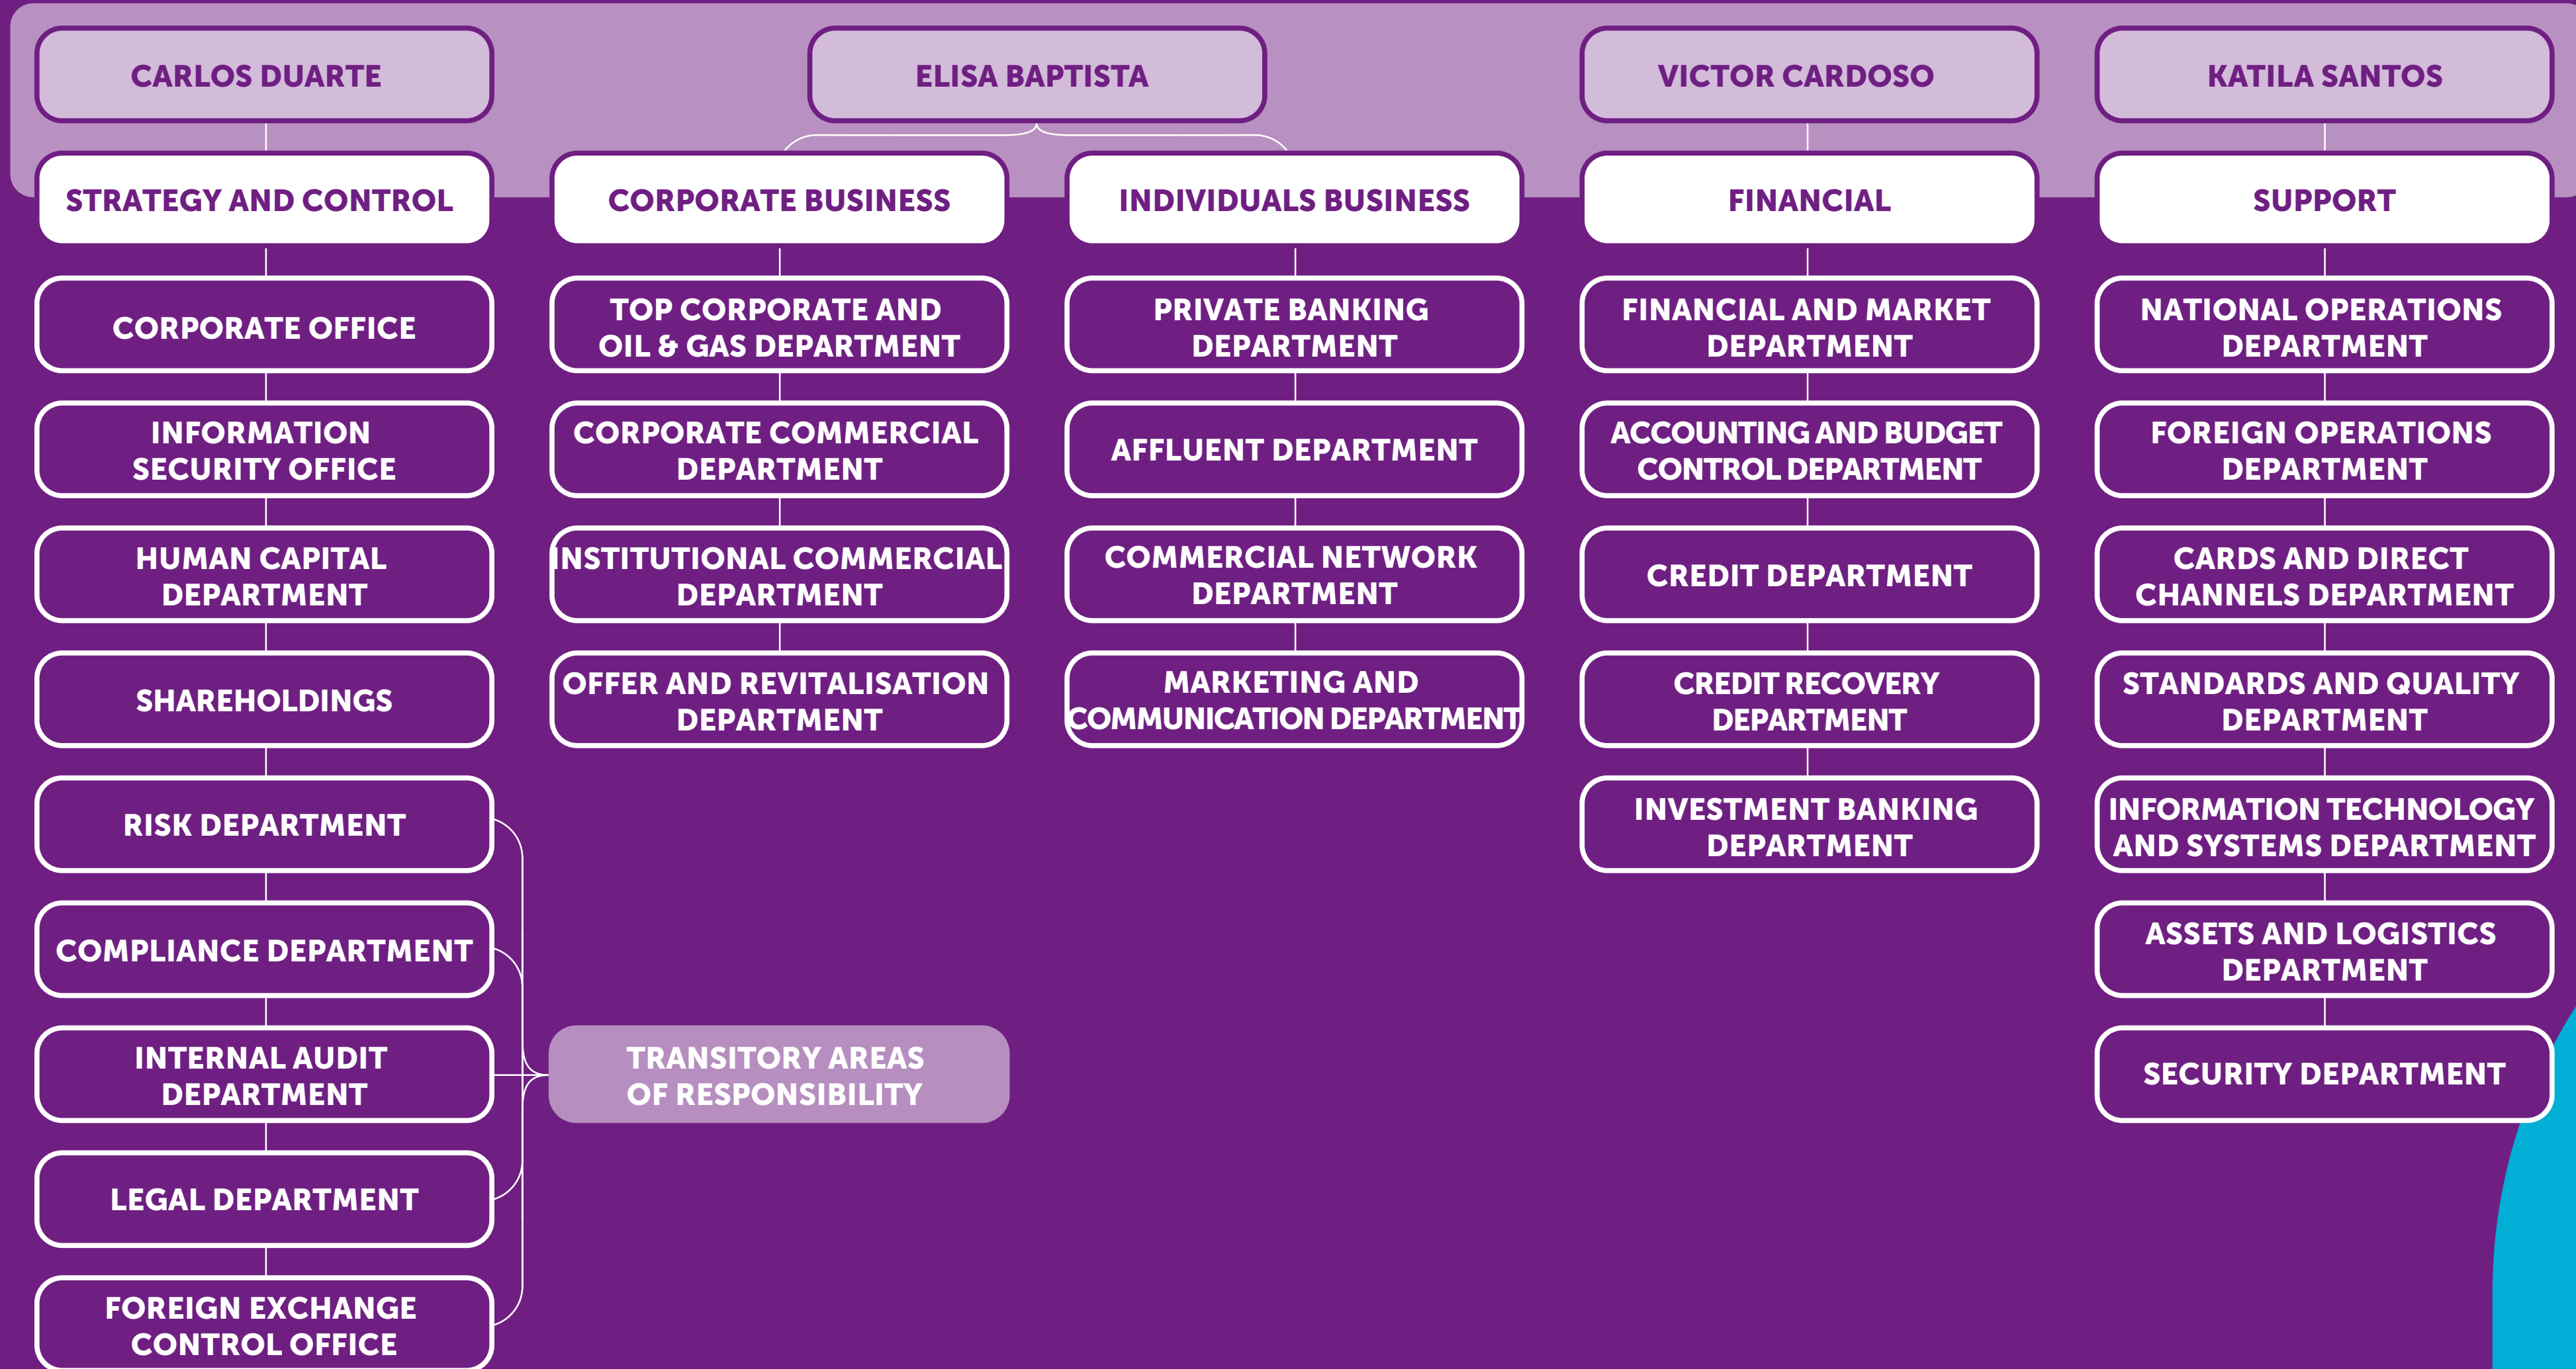 CARLOS DUARTE
ELISA BAPTISTA
VICTOR CARDOSO
KATILA SANTOS
STRATEGY AND CONTROL
CORPORATE BUSINESS
INDIVIDUALS BUSINESS
FINANCIAL
SUPPORT
CORPORATE OFFICE
INFORMATION
SECURITY OFFICE
HUMAN CAPITAL
DEPARTMENT
SHAREHOLDINGS
RISK DEPARTMENT
COMPLIANCE DEPARTMENT
INTERNAL AUDIT
DEPARTMENT
LEGAL DEPARTMENT
FOREIGN EXCHANGE
CONTROL OFFICE
TRANSITORY AREAS
OF RESPONSIBILITY
TOP CORPORATE AND
OIL & GAS DEPARTMENT
CORPORATE COMMERCIAL
DEPARTMENT
INSTITUTIONAL COMMERCIAL
DEPARTMENT
OFFER AND REVITALISATION
DEPARTMENT
PRIVATE BANKING
DEPARTMENT
AFFLUENT DEPARTMENT
COMMERCIAL NETWORK
DEPARTMENT
MARKETING AND
COMMUNICATION DEPARTMENT
FINANCIAL AND MARKET
DEPARTMENT
ACCOUNTING AND BUDGET
CONTROL DEPARTMENT
CREDIT DEPARTMENT
CREDIT RECOVERY
DEPARTMENT
INVESTMENT BANKING
DEPARTMENT
NATIONAL OPERATIONS
DEPARTMENT
FOREIGN OPERATIONS
DEPARTMENT
CARDS AND DIRECT
CHANNELS DEPARTMENT
STANDARDS AND QUALITY
DEPARTMENT
INFORMATION TECHNOLOGY
AND SYSTEMS DEPARTMENT
ASSETS AND LOGISTICS
DEPARTMENT
SECURITY DEPARTMENT